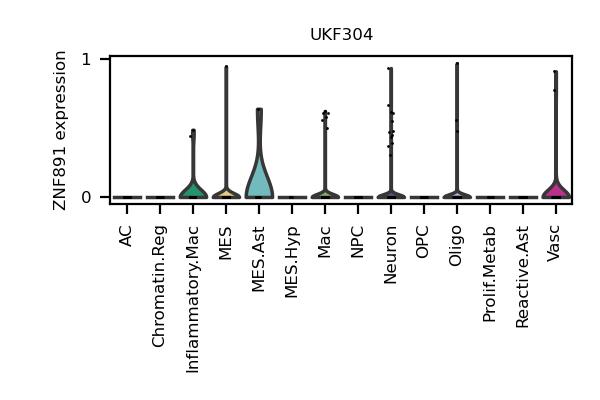 UKF304
ZNF891 expression
1
0
AC
Chromatin.Reg
Inflammatory.Mac
MES
MES.Ast
MES.Hyp
Mac
NPC
Neuron
OPC
Oligo
Prolif.Metab
Reactive.Ast
Vasc